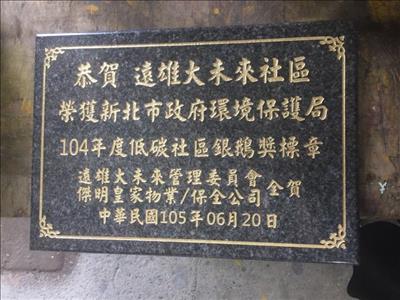 恭賀 遠雄大未來社區
榮獲新北市政府環境保護局
104年度低碳社區銀鵝獎標章
遠雄大未來管理委員會
傑明皇家物業/保全公司 仝賀
中華民國105年06月20日